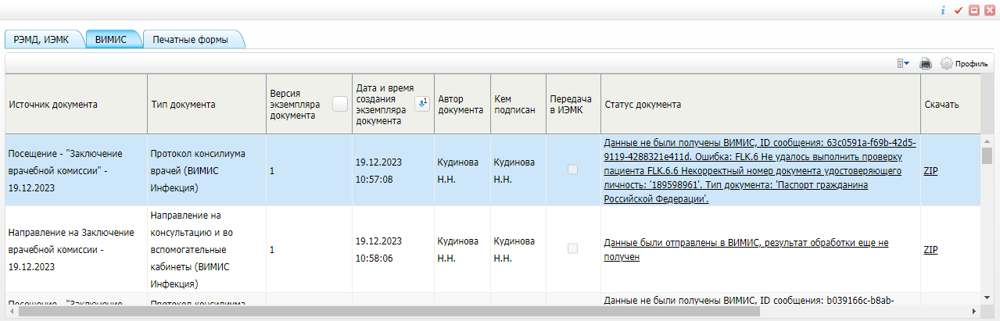 РЭМД, ИЭМК
ВИМИС
Печатные формы
Профиль
Источник документа
Тип документа
Версия
экземпляра
документа
Дата и время
создания
экземпляра
документа
1
Автор
документа
Кем
подписан
Передача
в ИЭМК
Статус документа
Скачать
Посещение - "Заключение
врачебной комиссии" -
19.12.2023
Протокол консилиума
врачей (ВИМИС
Инфекция)
1
19.12.2023
10:57:08
Кудинова
Н.Н.
Кудинова
Н.Н.
Данные не были получены ВИМИС, ID сообщения: 63c0591a-f69b-42d5-
9119-4288321e411d. Ошибка: FLK.6 Не удалось выполнить проверку
пациента FLK.6.6 Некорректный номер документа удостоверяющего
личность: '189598961'. Тип документа: 'Паспорт гражданина
Российской Федерации'.
ZIP
Направление на Заключение
врачебной комиссии -
19.12.2023
Направление на
консультацию и во
вспомогательные
кабинеты (ВИМИС
Инфекция)
1
19.12.2023
10:58:06
Кудинова
Н.Н.
Кудинова
Н.Н.
Данные были отправлены в ВИМИС, результат обработки еще не
получен
ZIP
Посещение - "Заключение
Протокол консилиума
Данные не были получены ВИМИС, ID сообщения: b039166c-b8ab-